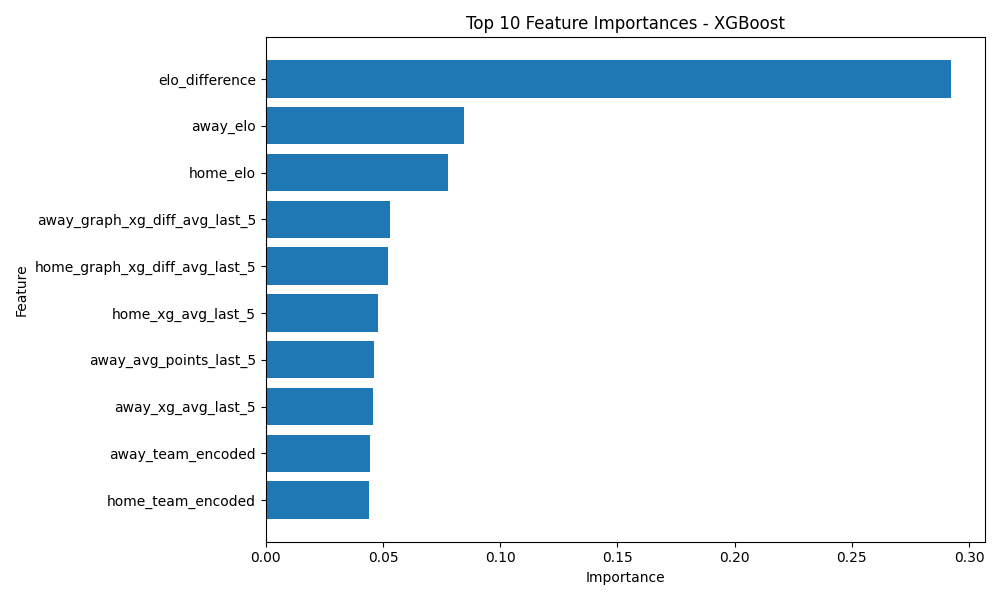 Top 10 Feature Importances - XGBoost
elo_difference
away_elo
home_elo
away_graph_xg_diff_avg_last_5
home_graph_xg_diff_avg_last_5
home_xg_avg_last_5
away_avg_points_last_5
away_xg_avg_last_5
away_team_encoded
home_team_encoded
Feature
0.00 0.05 0.10 0.15 0.20 0.25 0.30
Importance